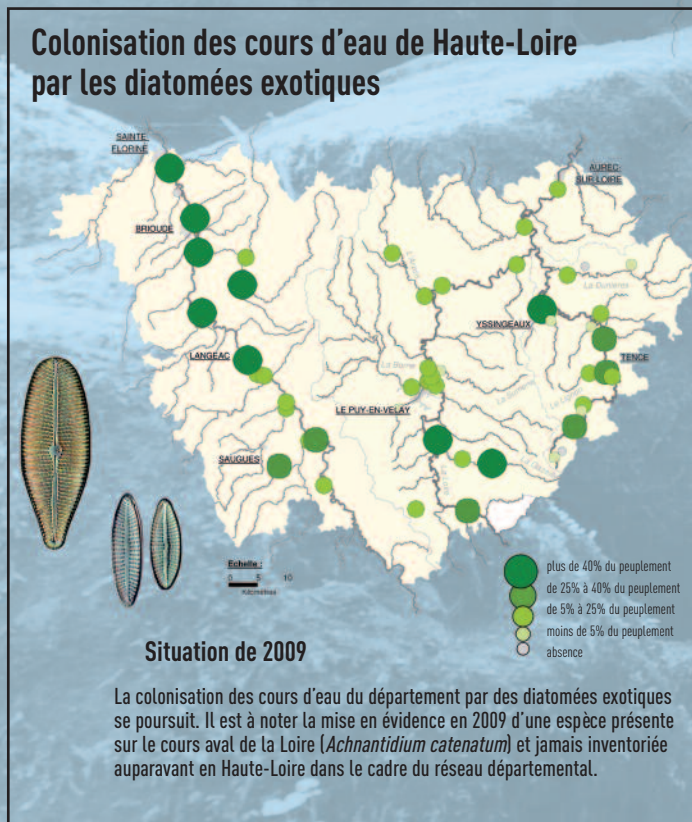 Colonisation des cours d'eau de Haute-Loire
par les diatomées exotiques
SAINTE
FLORINE
AUREC-
SUR LOIRE
BRIOUDE
La Dunières
YSSINGEAUX
LANGEAC
TENCE
La Borne
LE PUY-EN-VELAY
SAUGUES
Echelle :
0 5 10
Kilomètres
plus de 40% du peuplement
de 25% à 40% du peuplement
de 5% à 25% du peuplement
moins de 5% du peuplement
absence
Situation de 2009
La colonisation des cours d'eau du département par des diatomées exotiques
se poursuit. Il est à noter la mise en évidence en 2009 d'une espèce présente
sur le cours aval de la Loire (Achnantidium catenatum) et jamais inventoriée
auparavant en Haute-Loire dans le cadre du réseau départemental.